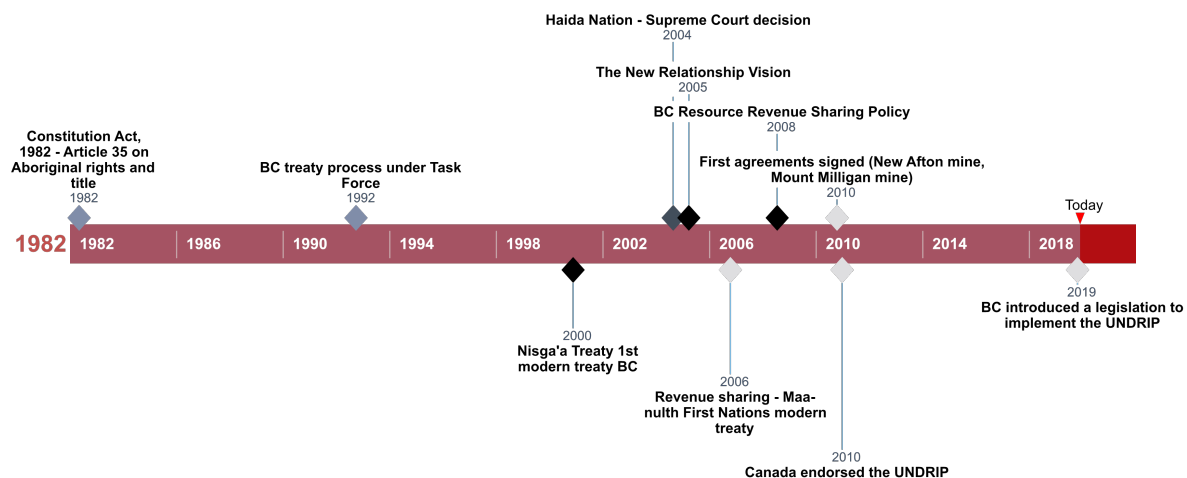 Haida Nation - Supreme Court decision
2004
The New Relationship Vision
2005
BC Resource Revenue Sharing Policy
2008
Constitution Act,
1982 - Article 35 on
Aboriginal rights and
title
1982
BC treaty process under Task
Force
1992
First agreements signed (New Afton mine,
Mount Milligan mine)
2010
Today
1982 1982 1986 1990 1994 1998 2002 2006 2010 2014 2018
2000
Nisga'a Treaty 1st
modern treaty BC
2006
Revenue sharing - Maa-
nulth First Nations modern
treaty
2010
Canada endorsed the UNDRIP
2019
BC introduced a legislation to
implement the UNDRIP